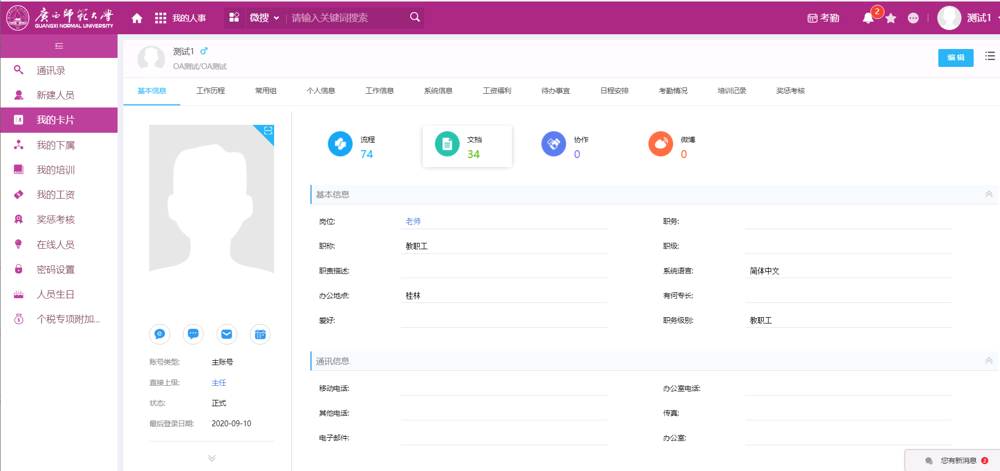 广西师范大学
GUANGXI NORMAL UNIVERSITY
我的人事
微搜
请输入关键词搜索
考勤
2
测试1
通讯录
新建人员
我的卡片
我的下属
我的培训
我的工资
奖惩考核
在线人员
密码设置
人员生日
个税专项附加...
测试1
OA测试/OA测试
编辑
基本信息 工作历程 常用组 个人信息 工作信息 系统信息 工资福利 待办事宜 日程安排 考勤情况 培训记录 奖惩考核
账号类型: 主账号
直接上级: 主任
状态: 正式
最后登录日期: 2020-09-10
流程
74
文档
34
协作
0
微博
0
基本信息
岗位: 老师 职务:
职称: 教职工 职级:
职责描述: 系统语言: 简体中文
办公地点: 桂林 有何专长:
爱好: 职务级别: 教职工
通讯信息
移动电话: 办公室电话:
其他电话: 传真:
电子邮件: 办公室:
您有新消息 2